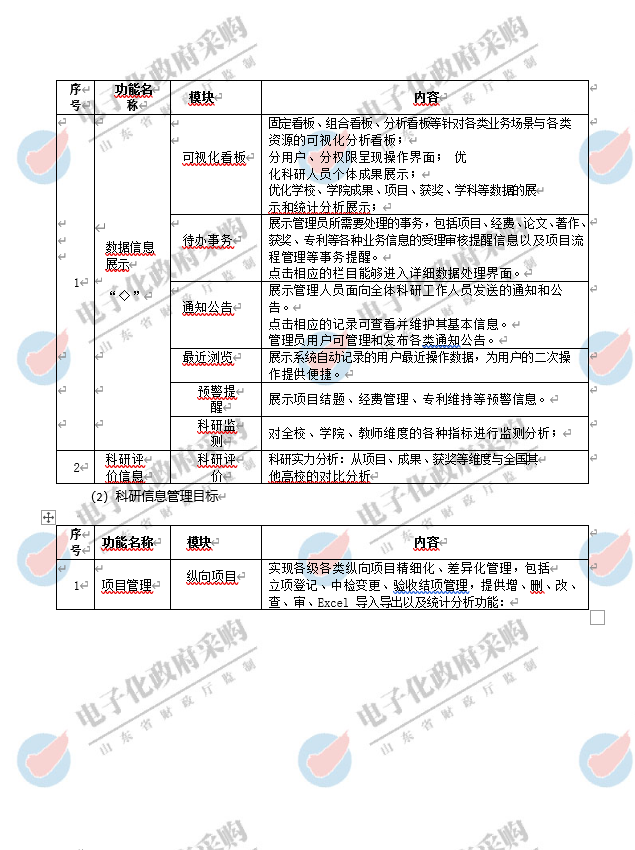 序号 功能名称 模块 内容
1 数据信息展示 “◇” 可视化看板 固定看板、组合看板、分析看板等针对各类业务场景与各类
资源的可视化分析看板；
分用户、分权限呈现操作界面； 优
化科研人员个体成果展示；
优化学校、学院成果、项目、获奖、学科等数据的展
示和统计分析展示；
待办事务 展示管理员所需要处理的事务，包括项目、经费、论文、著作、
获奖、专利等各种业务信息的受理审核提醒信息以及项目流
程管理等事务提醒。
点击相应的栏目能够进入详细数据处理界面。
通知公告 展示管理人员面向全体科研工作人员发送的通知和公
告。
点击相应的记录可查看并维护其基本信息。
管理员用户可管理和发布各类通知公告。
最近浏览 展示系统自动记录的用户最近操作数据，为用户的二次操
作提供便捷。
预警提醒 展示项目结题、经费管理、专利维持等预警信息。
科研监测 对全校、学院、教师维度的各种指标进行监测分析；
2 科研评价信息 科研评价 科研实力分析：从项目、成果、获奖等维度与全国其
他高校的对比分析
(2) 科研信息管理目标
序号 功能名称 模块 内容
1 项目管理 纵向项目 实现各级各类纵向项目精细化、差异化管理，包括
立项登记、中检变更、验收结项管理，提供增、删、改、
查、审、Excel 导入导出以及统计分析功能：
电子化政府采购
山东省财政厅监制